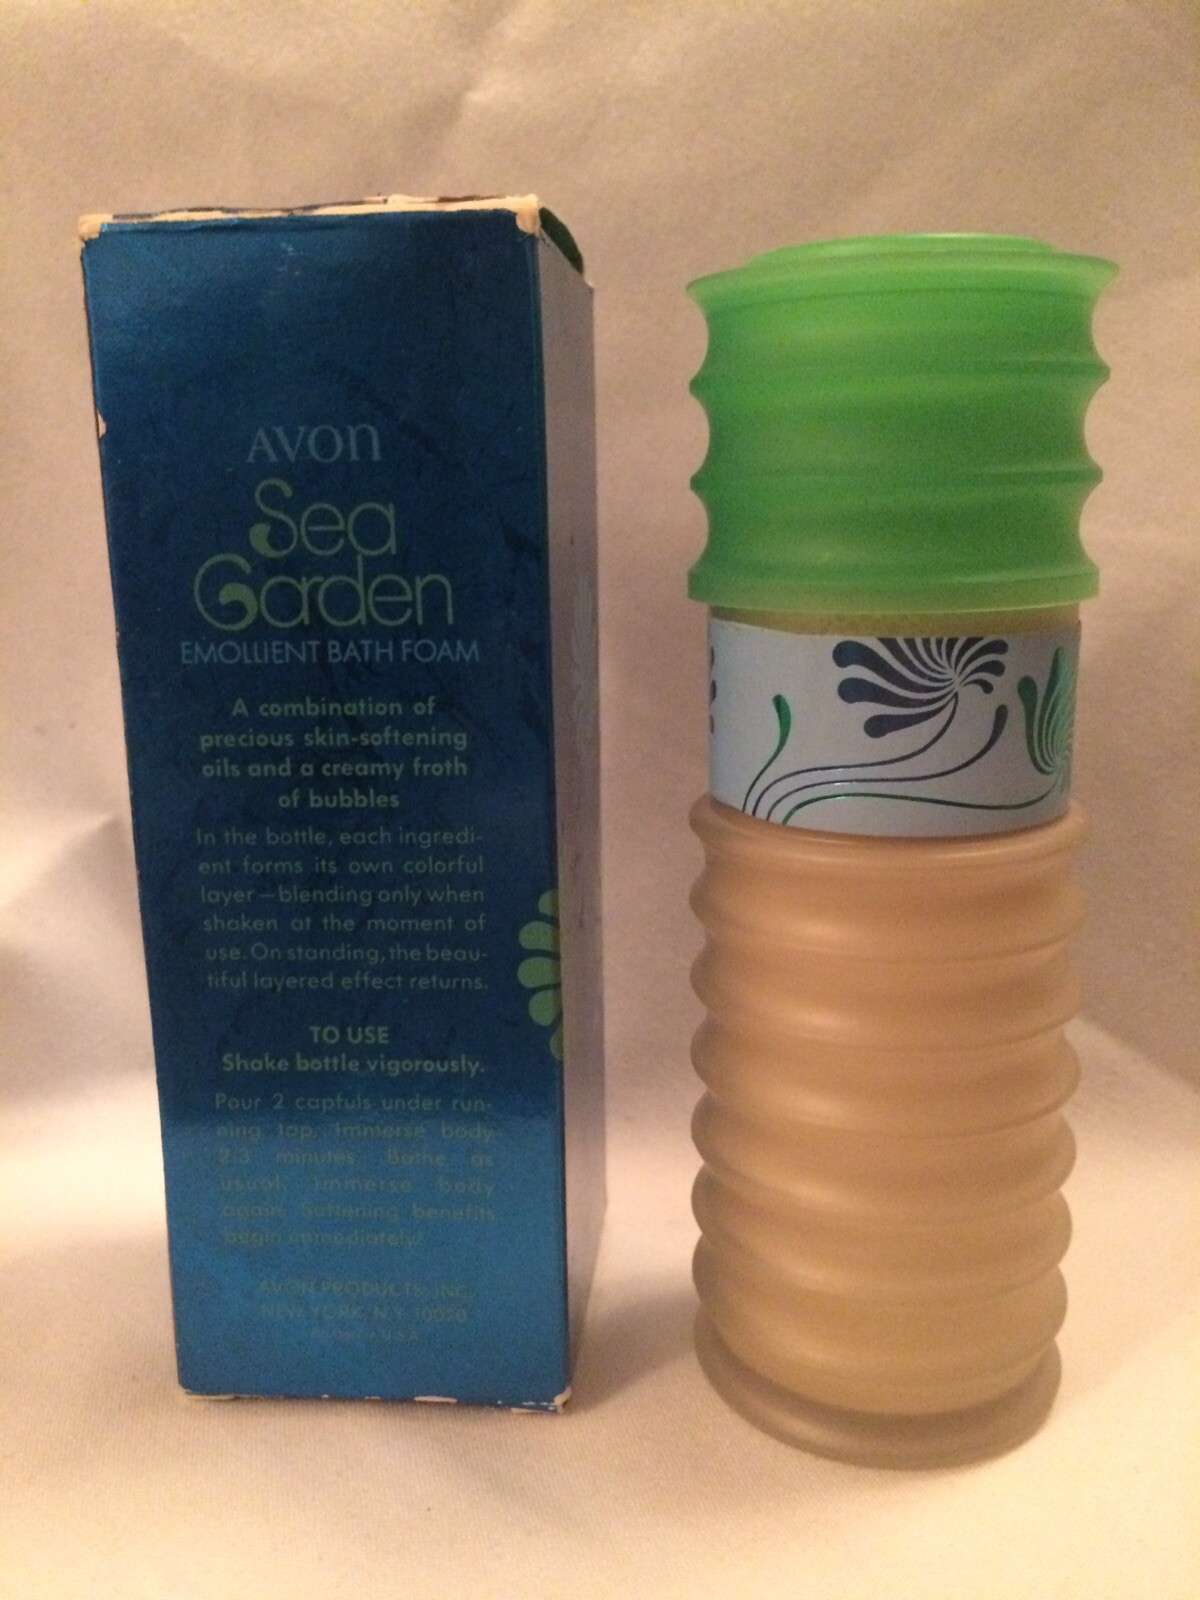 AVON
Sea
Garden
EMOLLIENT BATH FOAM
A combination of
precious skin-softening
oils and a creamy froth
of bubbles
In the bottle, each ingredi-
ent forms its own colorful
layer—blending only when
shaken at the moment of
use. On standing, the beau-
tiful layered effect returns.
TO USE
Shake bottle vigorously.
Pour 2 capfuls under run-
ning tap. Immerse body
2-3 minutes. Bathe as
usual. Immerse body
again. Softening benefits
begin immediately!
AVON PRODUCTS, INC.
NEW YORK, N.Y. 10020
U.S.A.